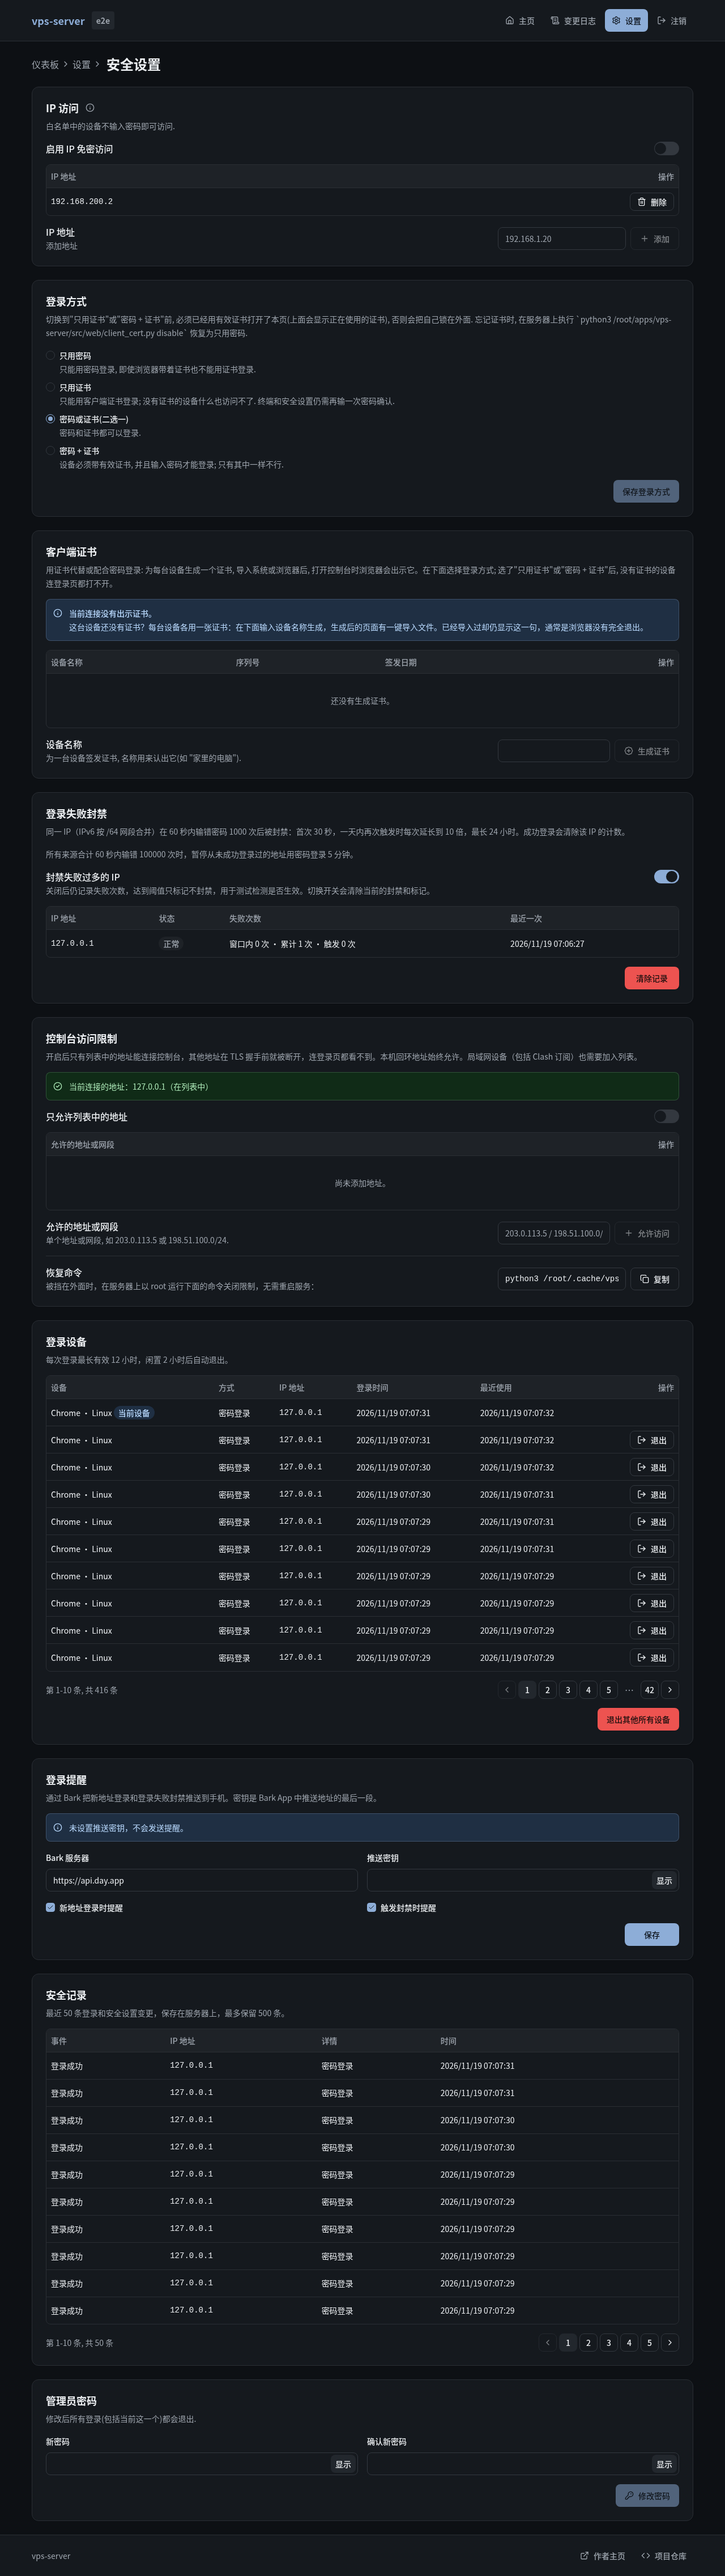 vps-server e2e 主页 变更日志 设置 注销
仪表板 设置 安全设置
IP 访问
白名单中的设备不输入密码即可访问.
启用 IP 免密访问
IP 地址 操作
192.168.200.2 删除
IP 地址
添加地址
192.168.1.20 添加
登录方式
切换到"只用证书"或"密码 + 证书"前, 必须已经用有效证书打开了本页(上面会显示正在使用的证书), 否则会把自己锁在外面. 忘记证书时, 在服务器上执行 `python3 /root/apps/vps-
server/src/web/client_cert.py disable` 恢复为只用密码.
只用密码
只能用密码登录, 即使浏览器带着证书也不能用证书登录.
只用证书
只能用客户端证书登录; 没有证书的设备什么也访问不了. 终端和安全设置仍需再输一次密码确认.
密码或证书(二选一)
密码和证书都可以登录.
密码 + 证书
设备必须带有效证书, 并且输入密码才能登录; 只有其中一样不行.
保存登录方式
客户端证书
用证书代替或配合密码登录: 为每台设备生成一个证书, 导入系统或浏览器后, 打开控制台时浏览器会出示它。在下面选择登录方式; 选了"只用证书"或"密码 + 证书"后, 没有证书的设备
连登录页都打不开。
当前连接没有出示证书。
这台设备还没有证书？每台设备各用一张证书：在下面输入设备名称生成，生成后的页面有一键导入文件。已经导入过却仍显示这一句，通常是浏览器没有完全退出。
设备名称 序列号 签发日期 操作
还没有生成证书。
设备名称
为一台设备签发证书, 名称用来认出它(如 "家里的电脑").
生成证书
登录失败封禁
同一 IP（IPv6 按 /64 网段合并）在 60 秒内输错密码 1000 次后被封禁：首次 30 秒，一天内再次触发时每次延长到 10 倍，最长 24 小时。成功登录会清除该 IP 的计数。
所有来源合计 60 秒内输错 100000 次时，暂停从未成功登录过的地址用密码登录 5 分钟。
封禁失败过多的 IP
关闭后仍记录失败次数，达到阈值只标记不封禁，用于测试检测是否生效。切换开关会清除当前的封禁和标记。
IP 地址 状态 失败次数 最近一次
127.0.0.1 正常 窗口内 0 次 · 累计 1 次 · 触发 0 次 2026/11/19 07:06:27
清除记录
控制台访问限制
开启后只有列表中的地址能连接控制台，其他地址在 TLS 握手前就被断开，连登录页都看不到。本机回环地址始终允许。局域网设备（包括 Clash 订阅）也需要加入列表。
当前连接的地址：127.0.0.1（在列表中）
只允许列表中的地址
允许的地址或网段 操作
尚未添加地址。
允许的地址或网段
单个地址或网段, 如 203.0.113.5 或 198.51.100.0/24.
203.0.113.5 / 198.51.100.0/ 允许访问
恢复命令
被挡在外面时，在服务器上以 root 运行下面的命令关闭限制，无需重启服务：
python3 /root/.cache/vps 复制
登录设备
每次登录最长有效 12 小时，闲置 2 小时后自动退出。
设备 方式 IP 地址 登录时间 最近使用 操作
Chrome · Linux 当前设备 密码登录 127.0.0.1 2026/11/19 07:07:31 2026/11/19 07:07:32
Chrome · Linux 密码登录 127.0.0.1 2026/11/19 07:07:31 2026/11/19 07:07:32 退出
Chrome · Linux 密码登录 127.0.0.1 2026/11/19 07:07:30 2026/11/19 07:07:32 退出
Chrome · Linux 密码登录 127.0.0.1 2026/11/19 07:07:30 2026/11/19 07:07:31 退出
Chrome · Linux 密码登录 127.0.0.1 2026/11/19 07:07:29 2026/11/19 07:07:31 退出
Chrome · Linux 密码登录 127.0.0.1 2026/11/19 07:07:29 2026/11/19 07:07:31 退出
Chrome · Linux 密码登录 127.0.0.1 2026/11/19 07:07:29 2026/11/19 07:07:29 退出
Chrome · Linux 密码登录 127.0.0.1 2026/11/19 07:07:29 2026/11/19 07:07:29 退出
Chrome · Linux 密码登录 127.0.0.1 2026/11/19 07:07:29 2026/11/19 07:07:29 退出
Chrome · Linux 密码登录 127.0.0.1 2026/11/19 07:07:29 2026/11/19 07:07:29 退出
第 1-10 条, 共 416 条 1 2 3 4 5 ··· 42
退出其他所有设备
登录提醒
通过 Bark 把新地址登录和登录失败封禁推送到手机。密钥是 Bark App 中推送地址的最后一段。
未设置推送密钥，不会发送提醒。
Bark 服务器 推送密钥
https://api.day.app 显示
新地址登录时提醒 触发封禁时提醒
保存
安全记录
最近 50 条登录和安全设置变更，保存在服务器上，最多保留 500 条。
事件 IP 地址 详情 时间
登录成功 127.0.0.1 密码登录 2026/11/19 07:07:31
登录成功 127.0.0.1 密码登录 2026/11/19 07:07:31
登录成功 127.0.0.1 密码登录 2026/11/19 07:07:30
登录成功 127.0.0.1 密码登录 2026/11/19 07:07:30
登录成功 127.0.0.1 密码登录 2026/11/19 07:07:29
登录成功 127.0.0.1 密码登录 2026/11/19 07:07:29
登录成功 127.0.0.1 密码登录 2026/11/19 07:07:29
登录成功 127.0.0.1 密码登录 2026/11/19 07:07:29
登录成功 127.0.0.1 密码登录 2026/11/19 07:07:29
登录成功 127.0.0.1 密码登录 2026/11/19 07:07:29
第 1-10 条, 共 50 条 1 2 3 4 5
管理员密码
修改后所有登录(包括当前这一个)都会退出.
新密码 确认新密码
显示 显示
修改密码
vps-server 作者主页 项目仓库